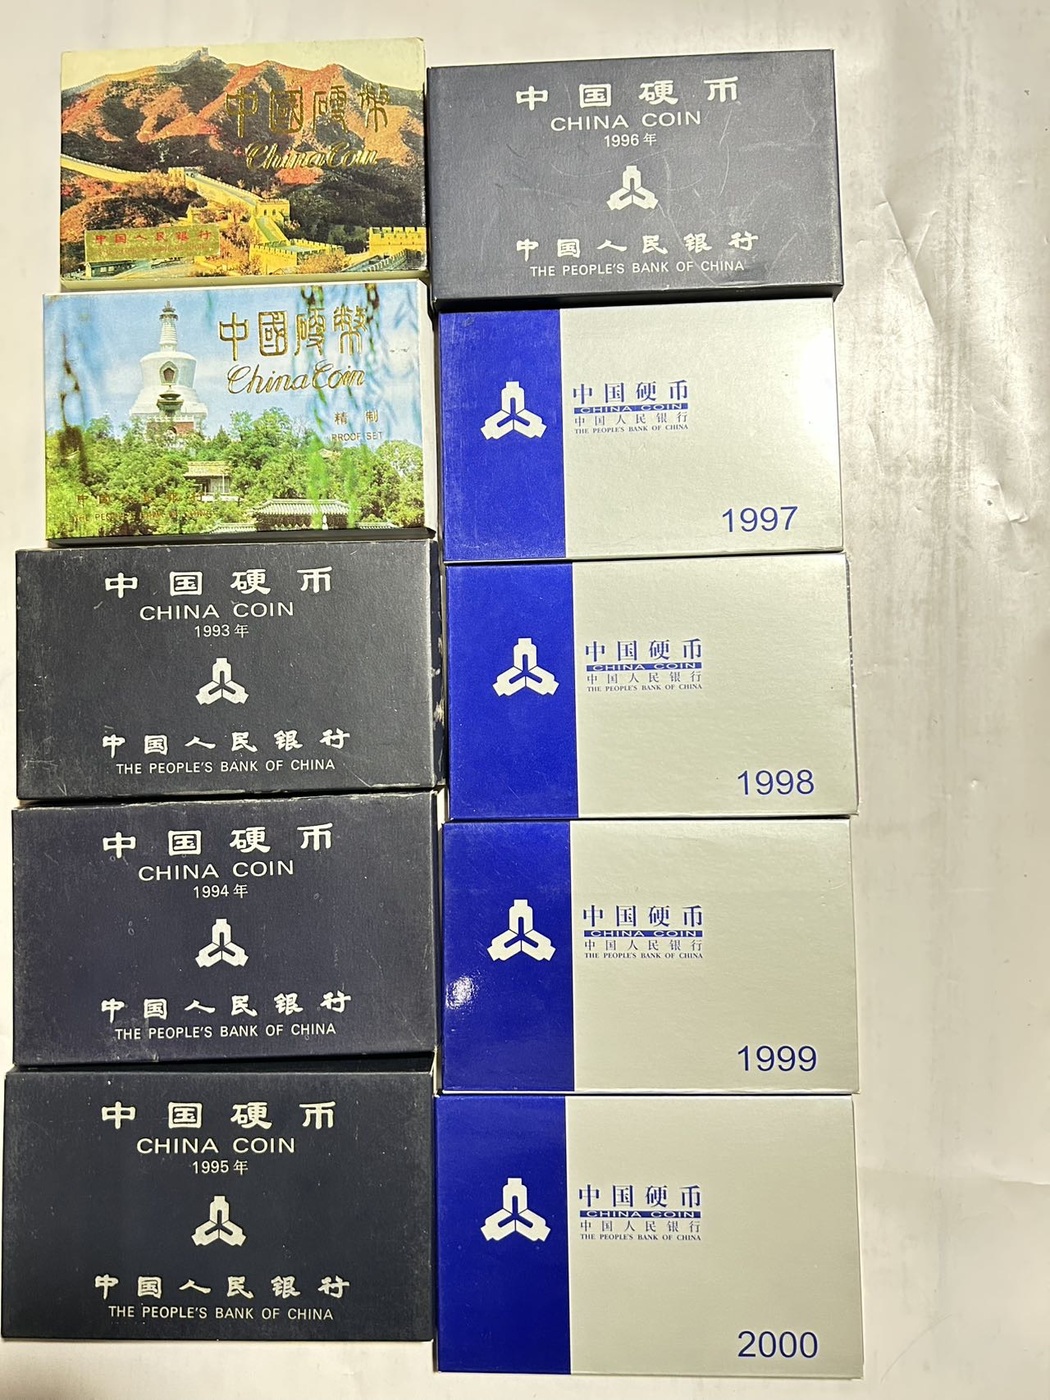 中國硬幣
China Coin
中国人民银行
中國硬幣
China Coin
精制
PROOF SET
中国硬币
CHINA COIN
1993年
中国人民银行
THE PEOPLE'S BANK OF CHINA
中国硬币
CHINA COIN
1994年
中国人民银行
THE PEOPLE'S BANK OF CHINA
中国硬币
CHINA COIN
1995年
中国人民银行
THE PEOPLE'S BANK OF CHINA
中国硬币
CHINA COIN
1996年
中国人民银行
THE PEOPLE'S BANK OF CHINA
中国硬币
CHINA COIN
中国人民银行
THE PEOPLE'S BANK OF CHINA
1997
中国硬币
CHINA COIN
中国人民银行
THE PEOPLE'S BANK OF CHINA
1998
中国硬币
CHINA COIN
中国人民银行
THE PEOPLE'S BANK OF CHINA
1999
中国硬币
CHINA COIN
中国人民银行
THE PEOPLE'S BANK OF CHINA
2000